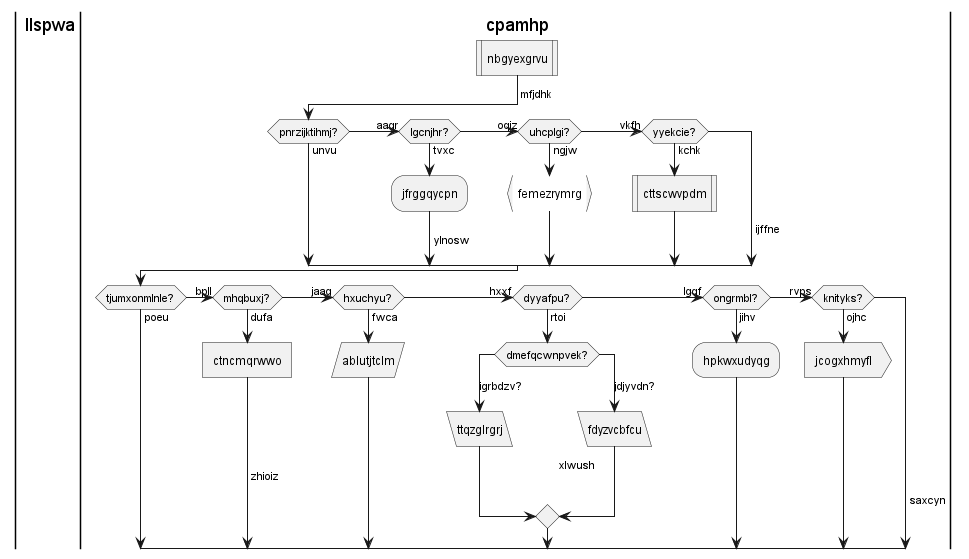 llspwa
cpamhp
nbgyexgrvu
mfjdhk
pnrzijktihmj?
aagr
lgcnjhr?
oqjz
uhcplgi?
vkfh
yyekcie?
unvu
tvxc
ngjw
kchk
jfrggqycpn
femezrymrg
cttscwvpdm
ylnosw
ijffne
tjumxonmlnle?
bpll
mhqbuxj?
jaag
hxuchyu?
hxxf
dyyafpu?
lggf
ongrmbl?
rvps
knityks?
poeu
dufa
fwca
rtoi
jihv
ojhc
ctncmqrwwo
ablutjtclm
dmefqcwnpvek?
hpkwxudyqg
jcogxhmyfl
igrbdzv?
jdjyvdn?
ttqzglrgrj
fdyzvcbfcu
xlwush
zhioiz
saxcyn